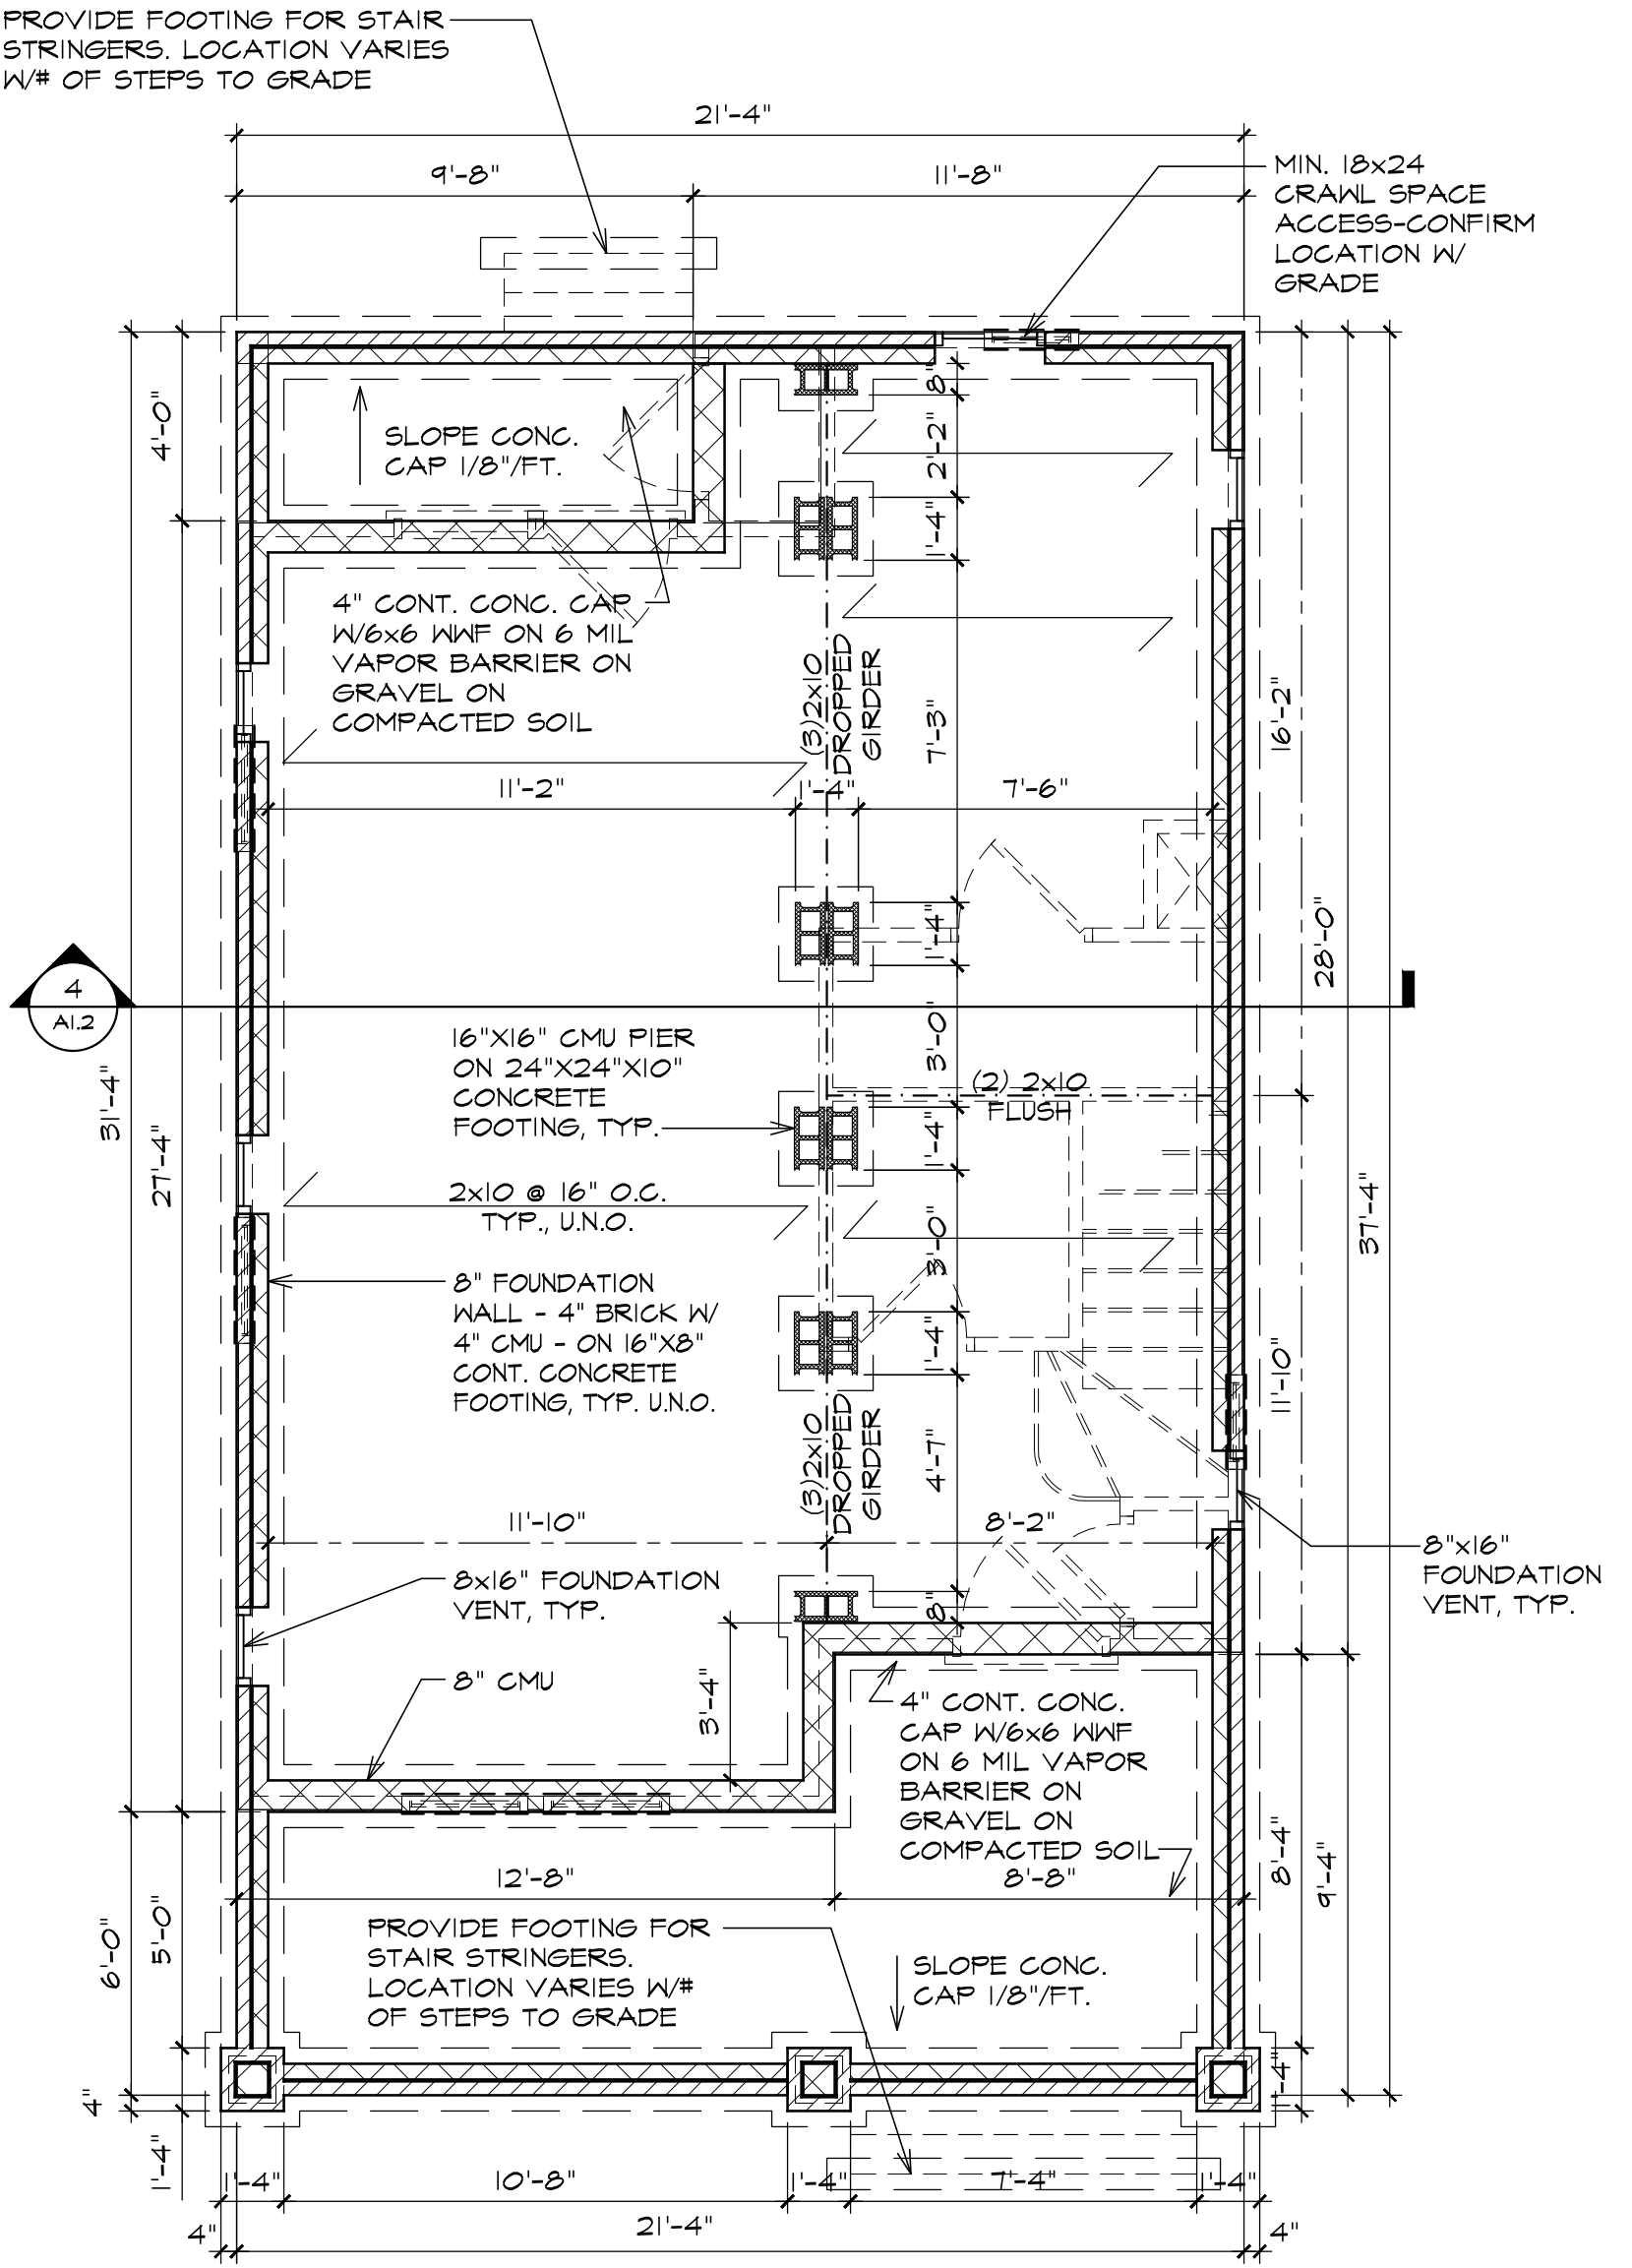 PROVIDE FOOTING FOR STAIR
STRINGERS. LOCATION VARIES
W/# OF STEPS TO GRADE
21'-4"
9'-8"
11'-8"
MIN. 18x24
CRAWL SPACE
ACCESS-CONFIRM
LOCATION W/
GRADE
4'-0"
SLOPE CONC.
CAP 1/8"/FT.
8"
2'-2"
1'-4"
4" CONT. CONC. CAP
W/6x6 WWF ON 6 MIL
VAPOR BARRIER ON
GRAVEL ON
COMPACTED SOIL
(3)2x10
DROPPED
GIRDER
7'-3"
16'-2"
11'-2"
1'-4"
7'-6"
1'-4"
28'-0"
4
A1.2
31'-4"
27'-4"
16"X16" CMU PIER
ON 24"X24"X10"
CONCRETE
FOOTING, TYP.
3'-0"
(2) 2x10
FLUSH
1'-4"
2x10 @ 16" O.C.
TYP., U.N.O.
3'-0"
37'-4"
8" FOUNDATION
WALL - 4" BRICK W/
4" CMU - ON 16"X8"
CONT. CONCRETE
FOOTING, TYP. U.N.O.
1'-4"
11'-10"
(3)2x10
DROPPED
GIRDER
4'-7"
11'-10"
8'-2"
8"x16"
FOUNDATION
VENT, TYP.
8x16" FOUNDATION
VENT, TYP.
8"
8" CMU
3'-4"
4" CONT. CONC.
CAP W/6x6 WWF
ON 6 MIL VAPOR
BARRIER ON
GRAVEL ON
COMPACTED SOIL
12'-8"
8'-8"
8'-4"
9'-4"
6'-0"
5'-0"
PROVIDE FOOTING FOR
STAIR STRINGERS.
LOCATION VARIES W/#
OF STEPS TO GRADE
SLOPE CONC.
CAP 1/8"/FT.
4"
1'-4"
1'-4"
1'-4"
10'-8"
1'-4"
7'-4"
1'-4"
4"
21'-4"
4"